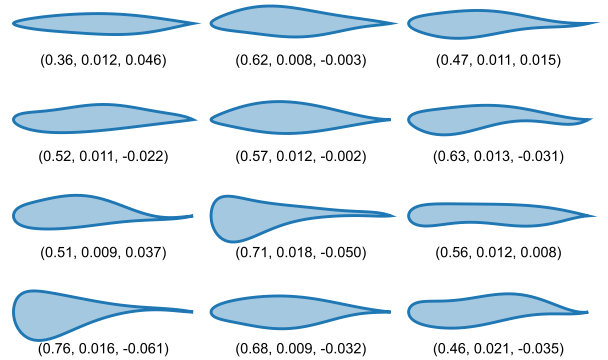 (0.36, 0.012, 0.046) (0.62, 0.008, -0.003) (0.47, 0.011, 0.015)
(0.52, 0.011, -0.022) (0.57, 0.012, -0.002) (0.63, 0.013, -0.031)
(0.51, 0.009, 0.037) (0.71, 0.018, -0.050) (0.56, 0.012, 0.008)
(0.76, 0.016, -0.061) (0.68, 0.009, -0.032) (0.46, 0.021, -0.035)